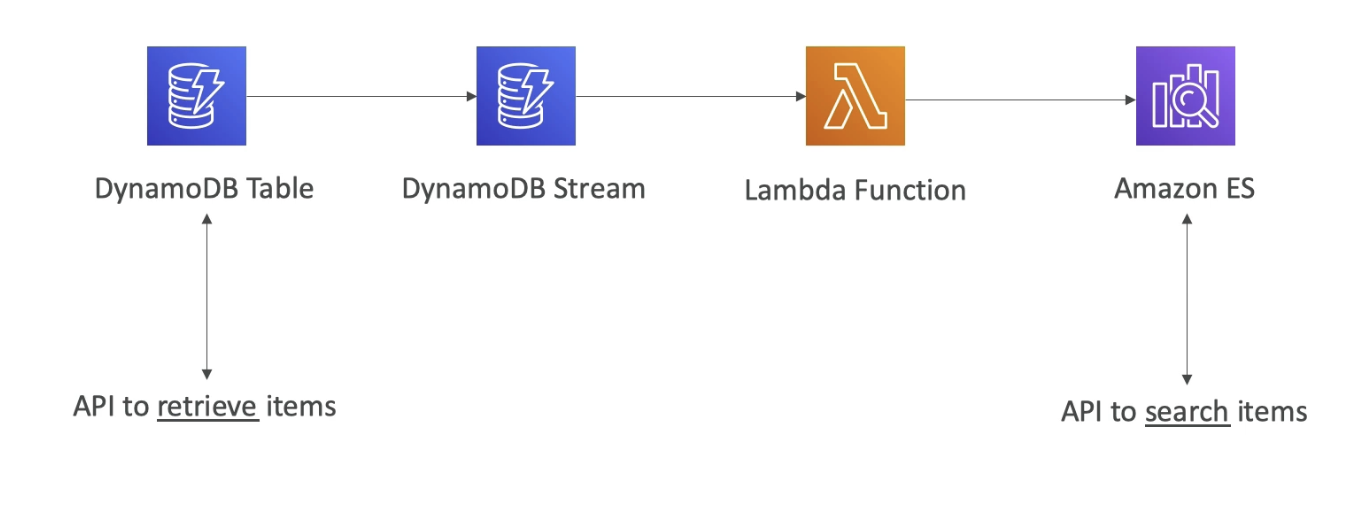 DynamoDB Table
DynamoDB Stream
Lambda Function
Amazon ES
API to retrieve items
API to search items